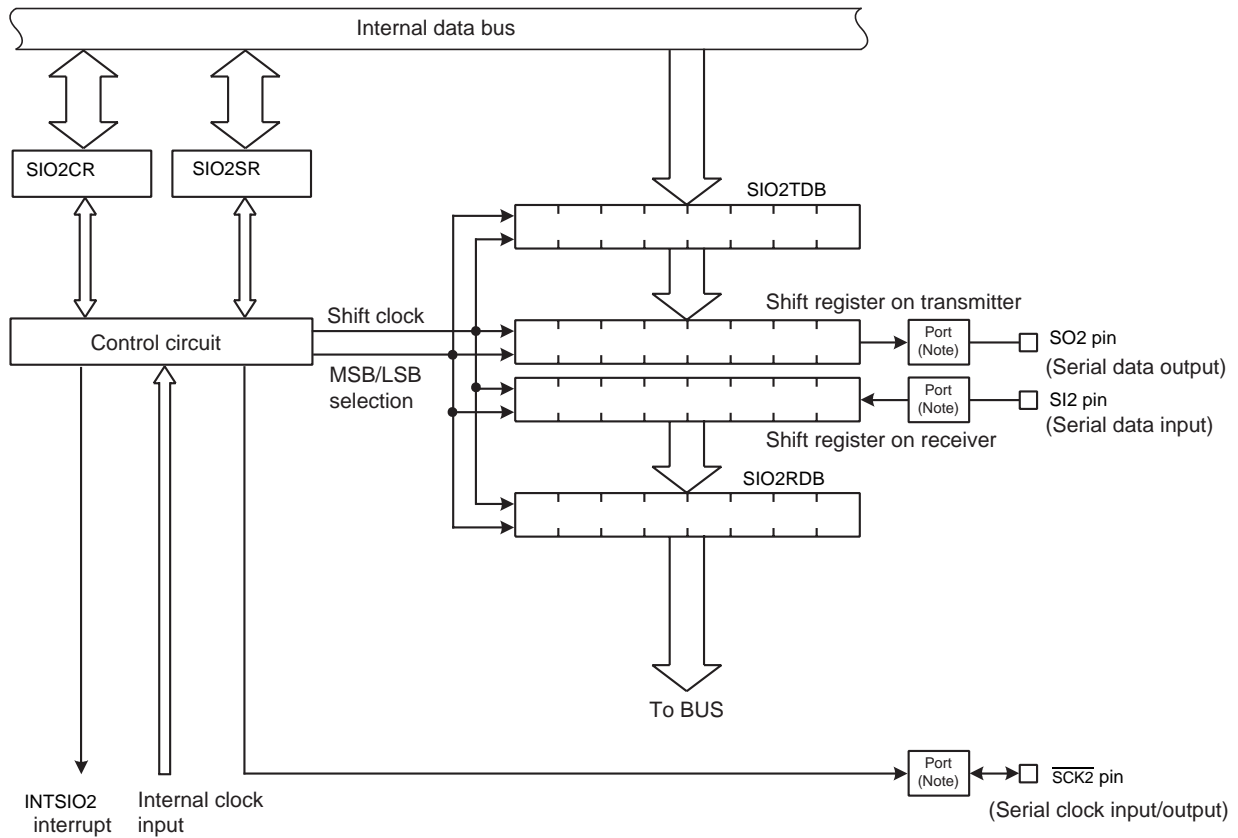 Internal data bus
SIO2CR
SIO2SR
SIO2TDB
Shift register on transmitter
Shift clock
Control circuit
MSB/LSB
selection
Port
(Note)
SO2 pin
(Serial data output)
Port
(Note)
SI2 pin
(Serial data input)
Shift register on receiver
SIO2RDB
To BUS
Port
(Note)
SCK2 pin
(Serial clock input/output)
INTSIO2
interrupt
Internal clock
input